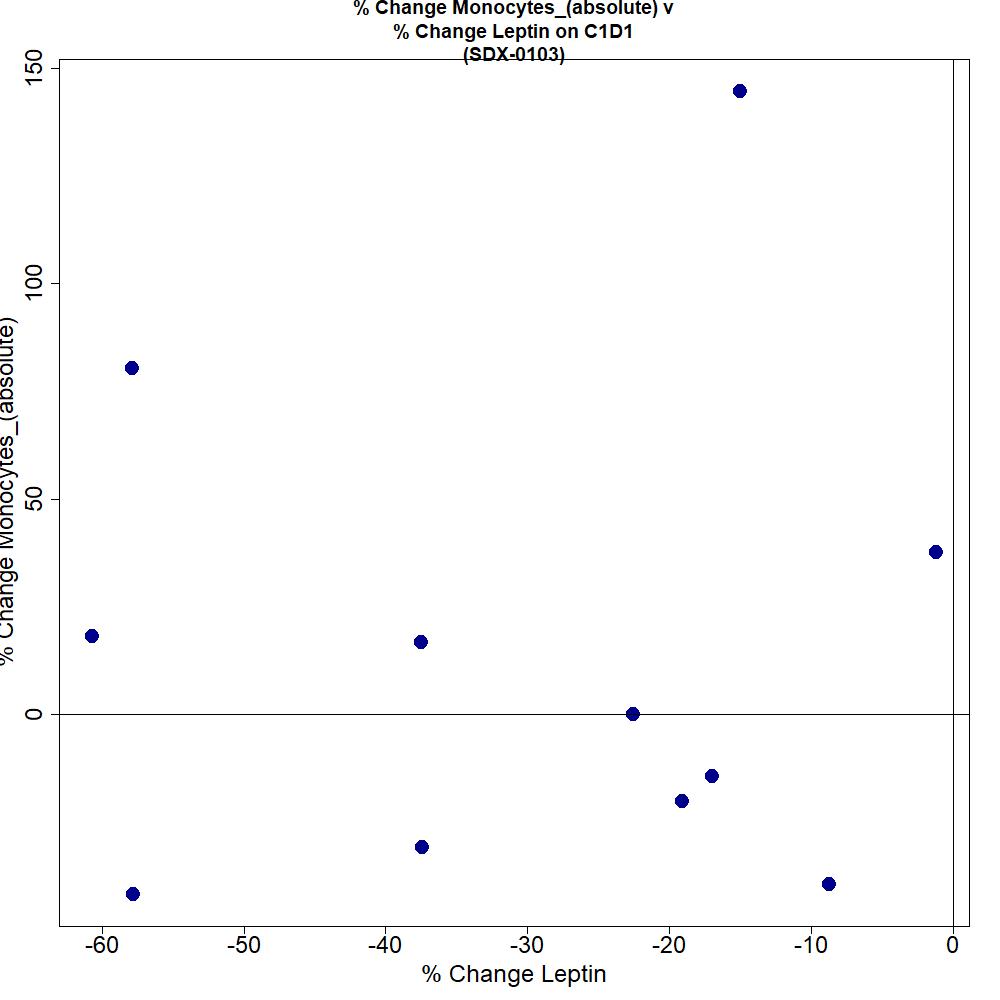 % Change Monocytes_(absolute) v
% Change Leptin on C1D1
(SDX-0103)
% Change Monocytes_(absolute)
150
100
50
0
-60 -50 -40 -30 -20 -10 0
% Change Leptin